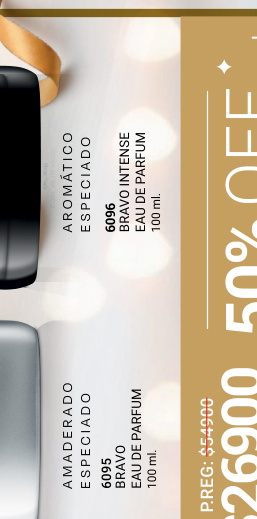 AROMÁTICO
ESPECIADO
6096
BRAVO INTENSE
EAU DE PARFUM
100 ml.
AMADERADO
ESPECIADO
6095
BRAVO
EAU DE PARFUM
100 ml.
50% OFF
P.REG: $54900
$26900